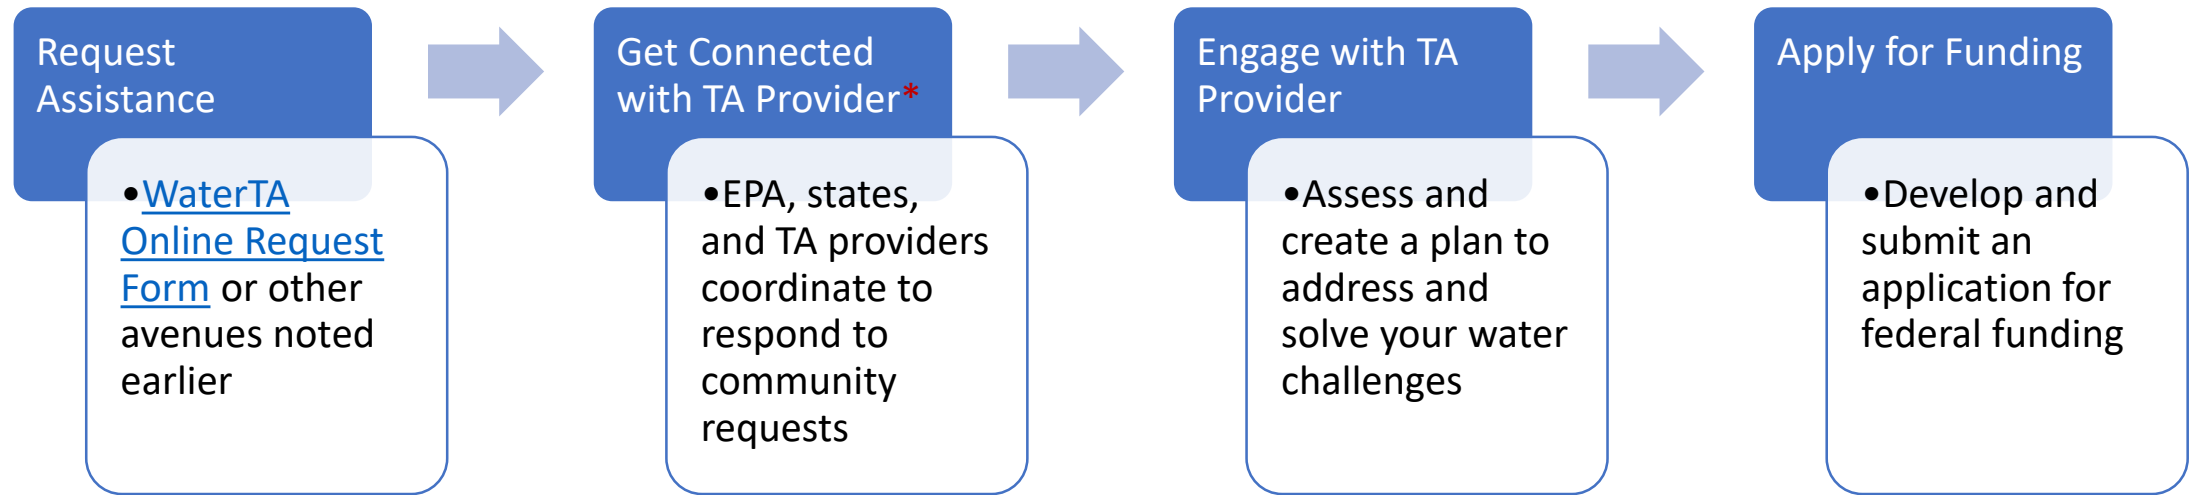 Request
Assistance
•WaterTA
Online Request
Form or other
avenues noted
earlier
Get Connected
with TA Provider*
•EPA, states,
and TA providers
coordinate to
respond to
community
requests
Engage with TA
Provider
•Assess and
create a plan to
address and
solve your water
challenges
Apply for Funding
•Develop and
submit an
application for
federal funding